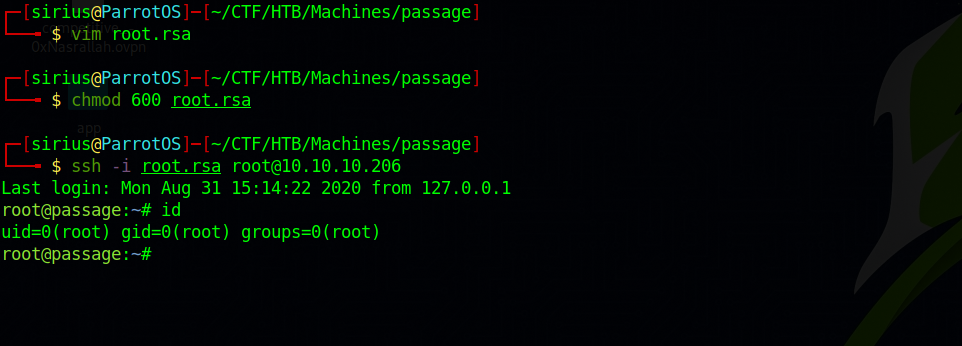 ┌─[sirius@ParrotOS]─[~/CTF/HTB/Machines/passage]
└──╼ $ vim root.rsa
0xNasrallah.ovpn
┌─[sirius@ParrotOS]─[~/CTF/HTB/Machines/passage]
└──╼ $ chmod 600 root.rsa
app
┌─[sirius@ParrotOS]─[~/CTF/HTB/Machines/passage]
└──╼ $ ssh -i root.rsa root@10.10.10.206
Last login: Mon Aug 31 15:14:22 2020 from 127.0.0.1
root@passage:~# id
uid=0(root) gid=0(root) groups=0(root)
root@passage:~#